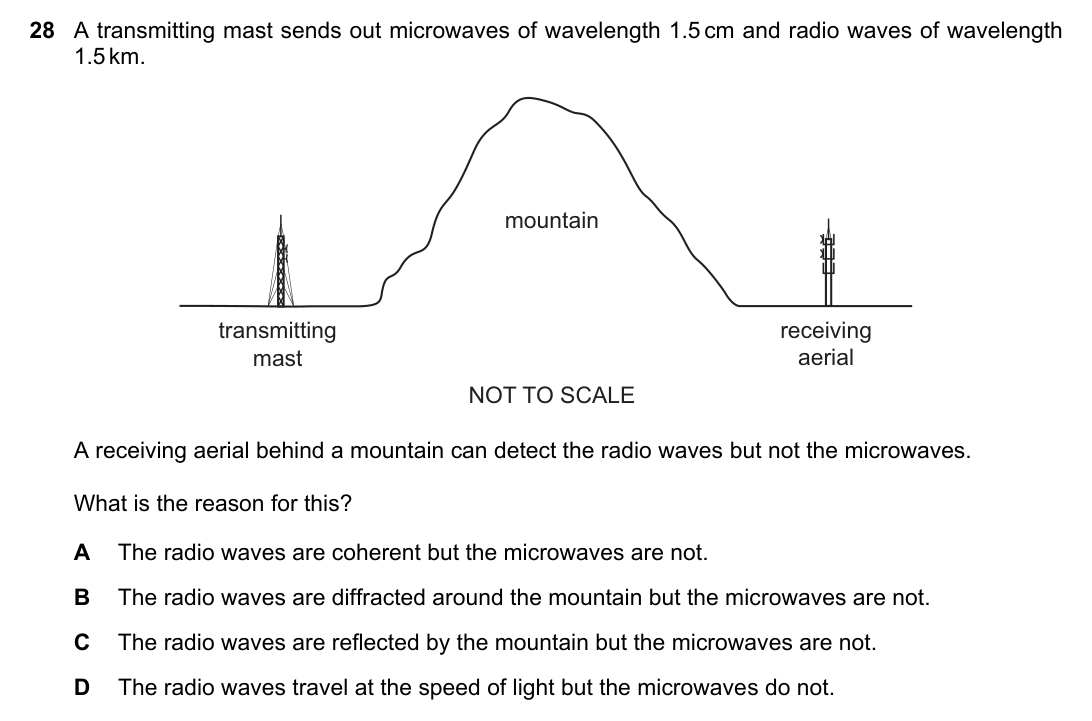 28 A transmitting mast sends out microwaves of wavelength 1.5 cm and radio waves of wavelength
1.5 km.
mountain
transmitting
mast
receiving
aerial
NOT TO SCALE
A receiving aerial behind a mountain can detect the radio waves but not the microwaves.
What is the reason for this?
A The radio waves are coherent but the microwaves are not.
B The radio waves are diffracted around the mountain but the microwaves are not.
C The radio waves are reflected by the mountain but the microwaves are not.
D The radio waves travel at the speed of light but the microwaves do not.